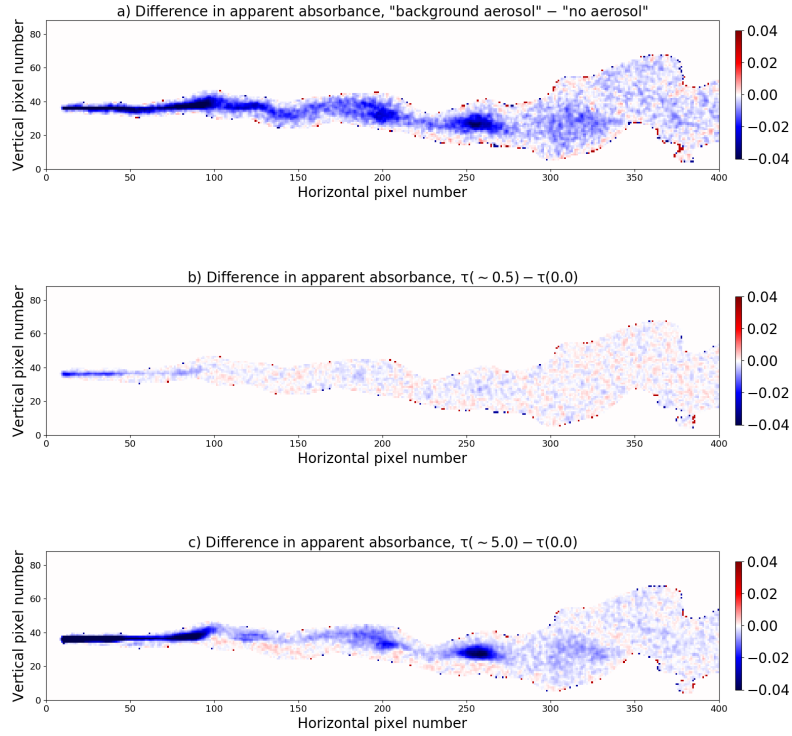 a) Difference in apparent absorbance, "background aerosol" − "no aerosol"
Vertical pixel number
80
60
40
20
0
0 50 100 150 200 250 300 350 400
Horizontal pixel number
0.04
0.02
0.00
−0.02
−0.04
b) Difference in apparent absorbance, τ( ∼ 0.5) − τ(0.0)
Vertical pixel number
80
60
40
20
0
0 50 100 150 200 250 300 350 400
Horizontal pixel number
0.04
0.02
0.00
−0.02
−0.04
c) Difference in apparent absorbance, τ( ∼ 5.0) − τ(0.0)
Vertical pixel number
80
60
40
20
0
0 50 100 150 200 250 300 350 400
Horizontal pixel number
0.04
0.02
0.00
−0.02
−0.04